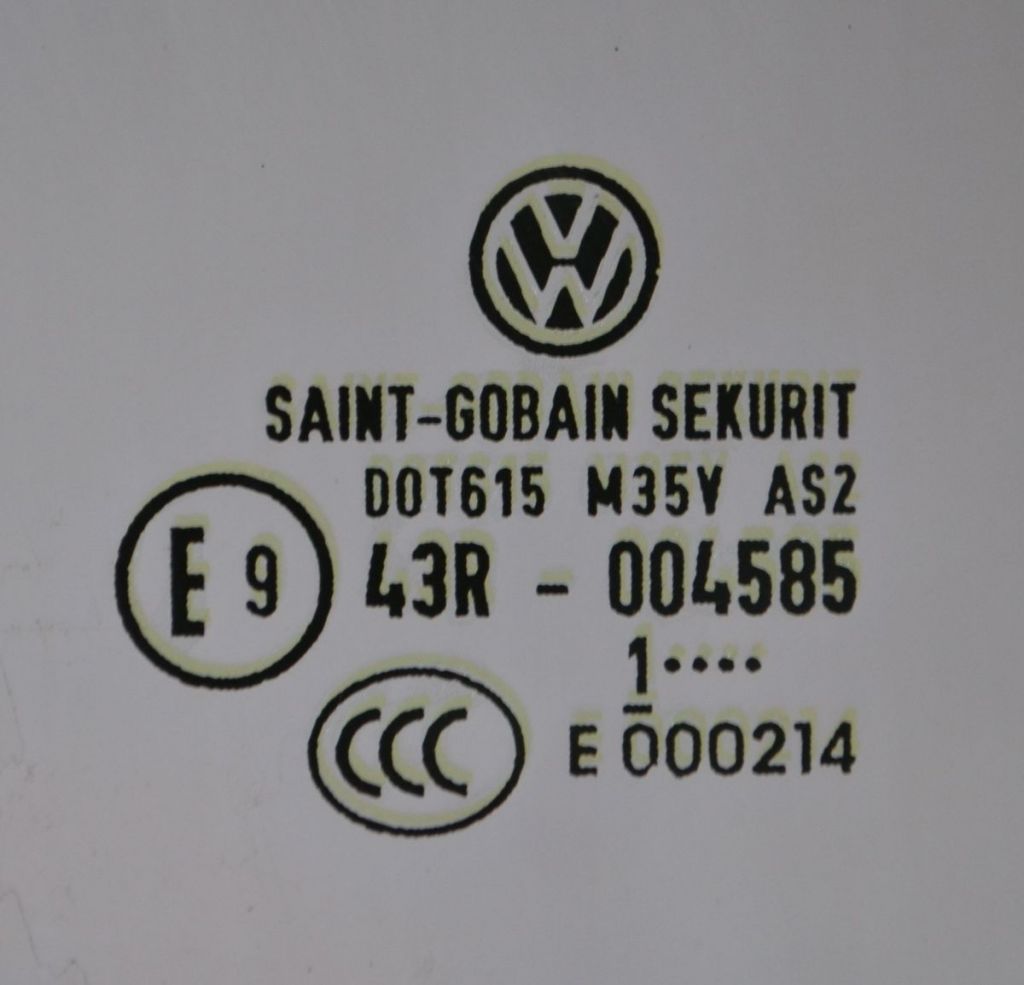 SAINT-GOBAIN SEKURIT
DOT615 M35V AS2
E 9 43R - 004585
1····
CCC E 000214